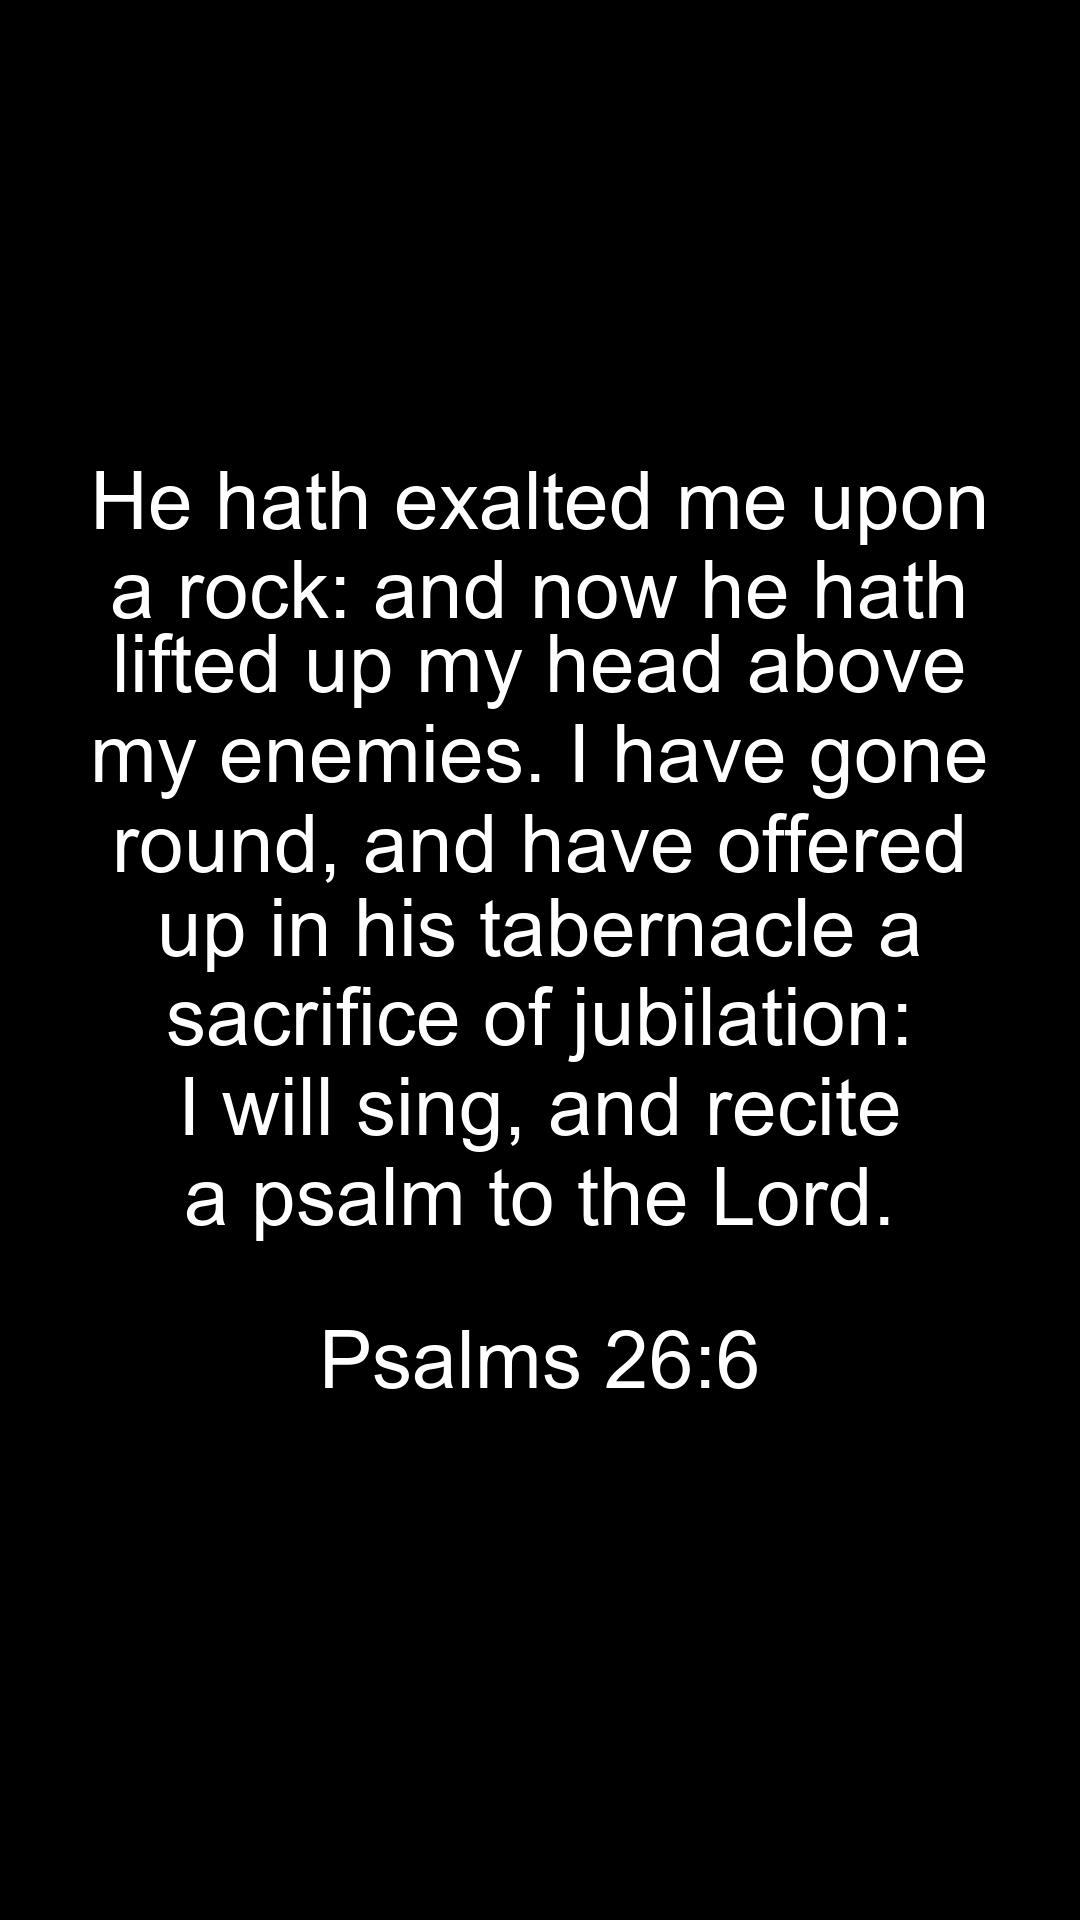 He hath exalted me upon
a rock: and now he hath
lifted up my head above
my enemies. I have gone
round, and have offered
up in his tabernacle a
sacrifice of jubilation:
I will sing, and recite
a psalm to the Lord.
Psalms 26:6